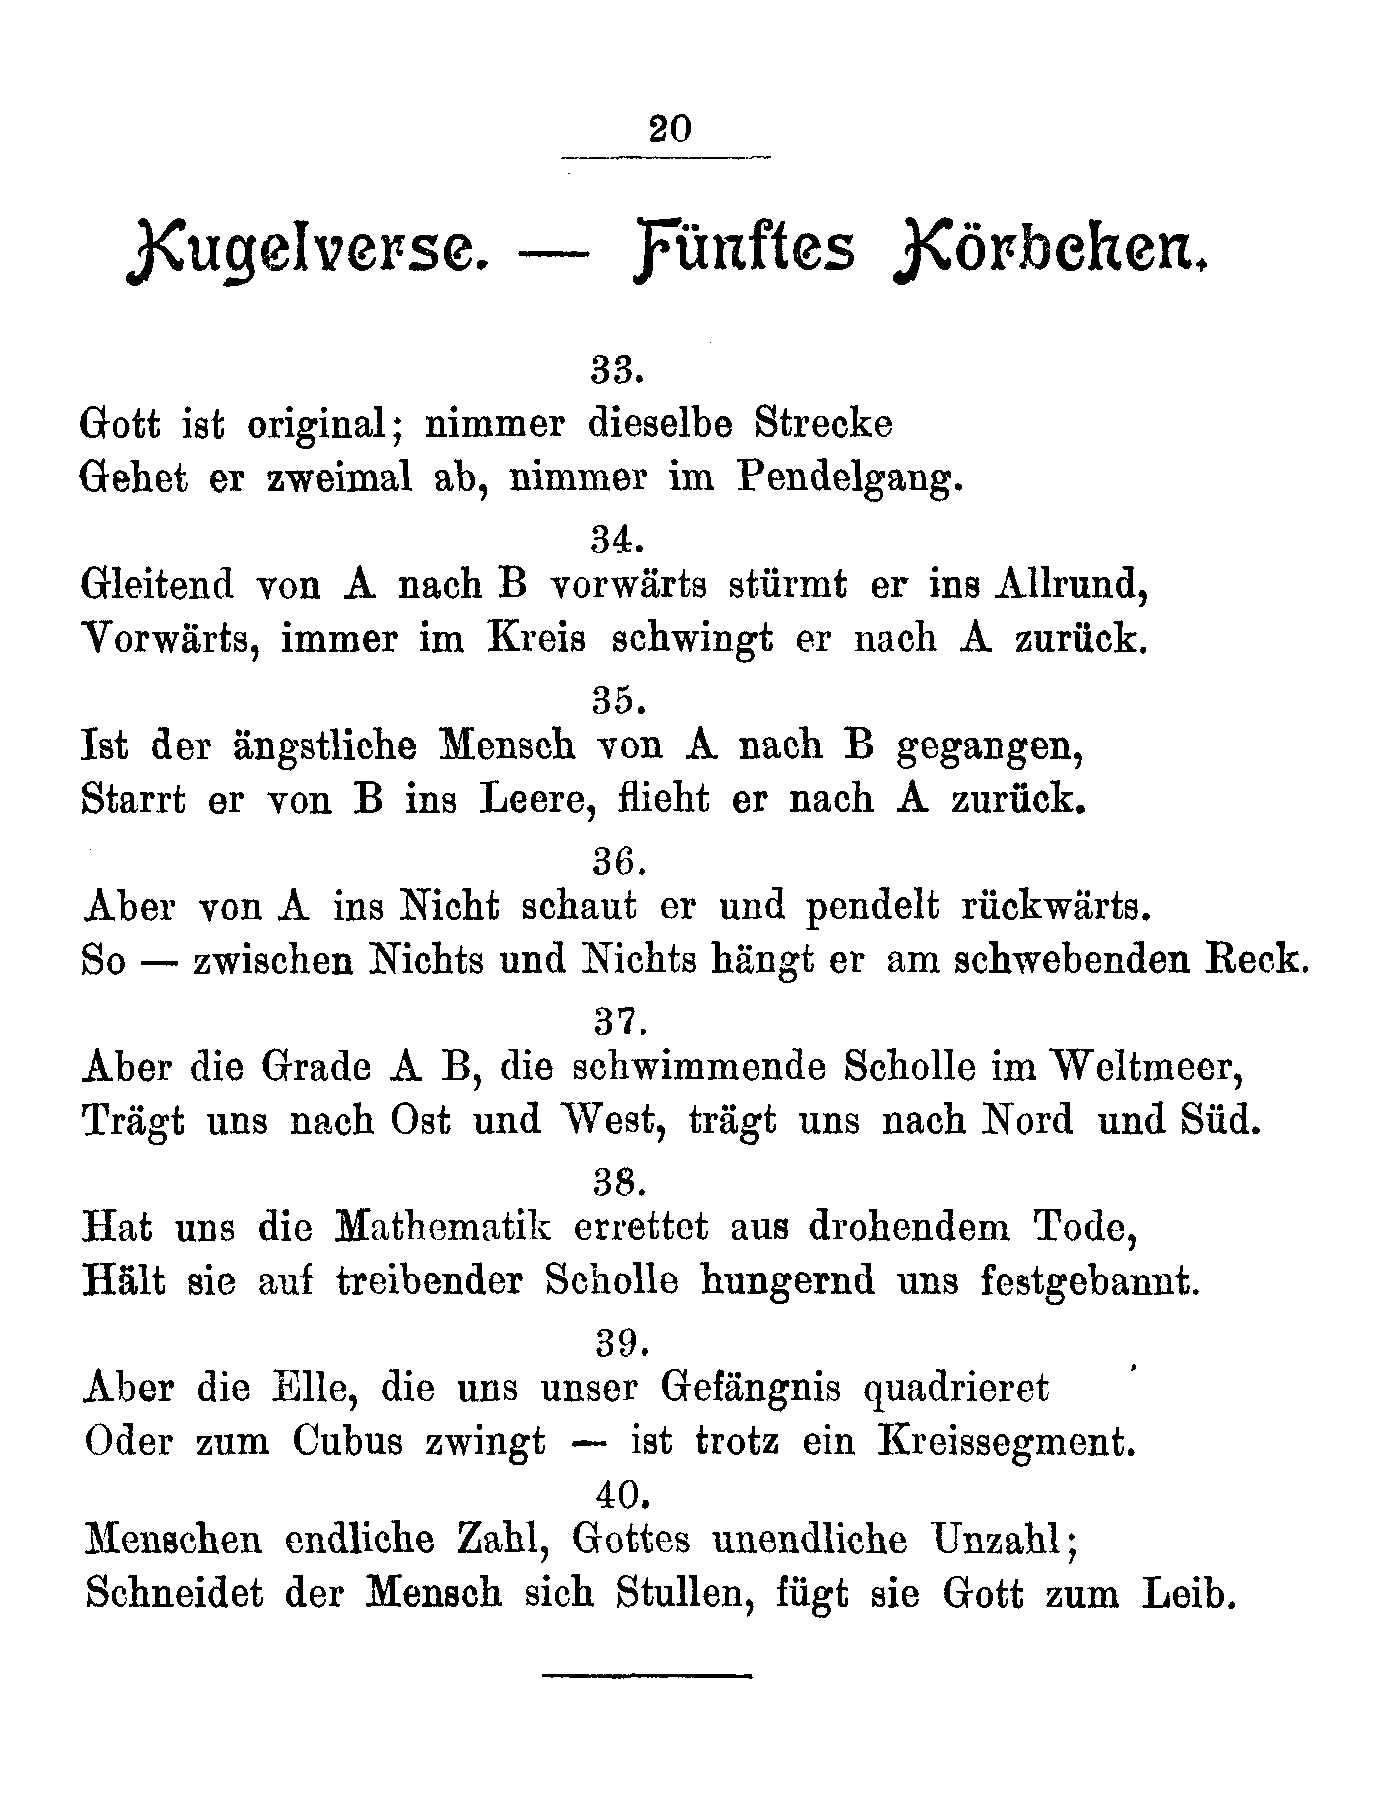 20
Kugelverse. — Fünftes Körbchen.
33.
Gott ist original; nimmer dieselbe Strecke
Gehet er zweimal ab, nimmer im Pendelgang.
34.
Gleitend von A nach B vorwärts stürmt er ins Allrund,
Vorwärts, immer im Kreis schwingt er nach A zurück.
35.
Ist der ängstliche Mensch von A nach B gegangen,
Starrt er von B ins Leere, flieht er nach A zurück.
36.
Aber von A ins Nicht schaut er und pendelt rückwärts.
So — zwischen Nichts und Nichts hängt er am schwebenden Reck.
37.
Aber die Grade A B, die schwimmende Scholle im Weltmeer,
Trägt uns nach Ost und West, trägt uns nach Nord und Süd.
38.
Hat uns die Mathematik errettet aus drohendem Tode,
Hält sie auf treibender Scholle hungernd uns festgebannt.
39.
Aber die Elle, die uns unser Gefängnis quadrieret
Oder zum Cubus zwingt — ist trotz ein Kreissegment.
40.
Menschen endliche Zahl, Gottes unendliche Unzahl;
Schneidet der Mensch sich Stullen, fügt sie Gott zum Leib.